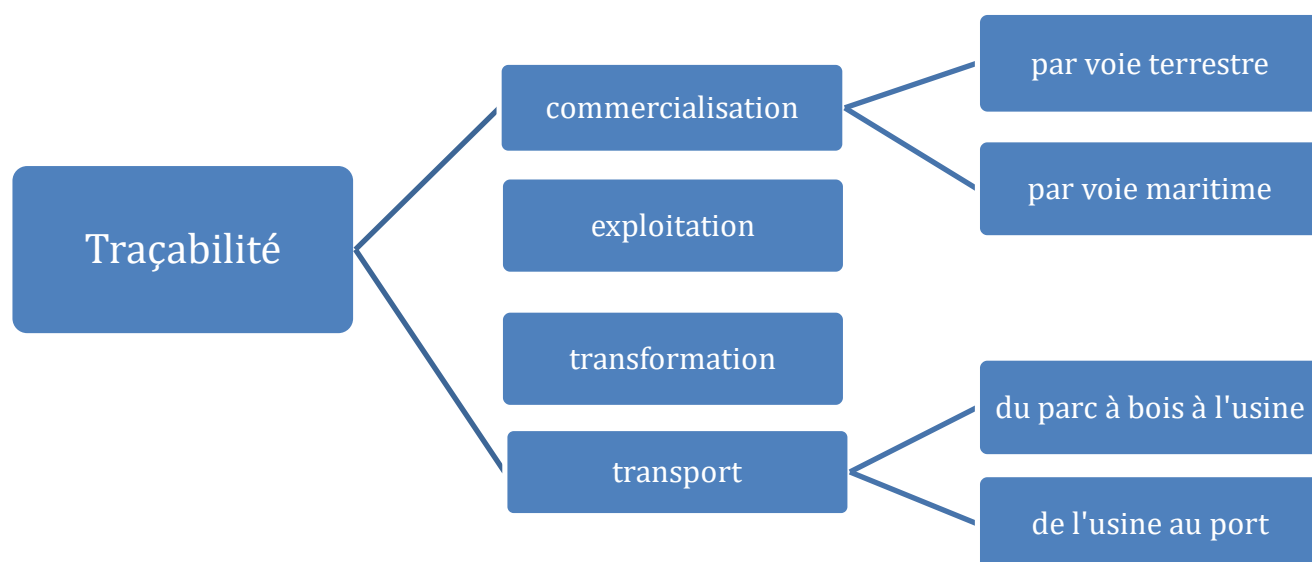 Traçabilité
commercialisation
par voie terrestre
par voie maritime
exploitation
transformation
transport
du parc à bois à l'usine
de l'usine au port